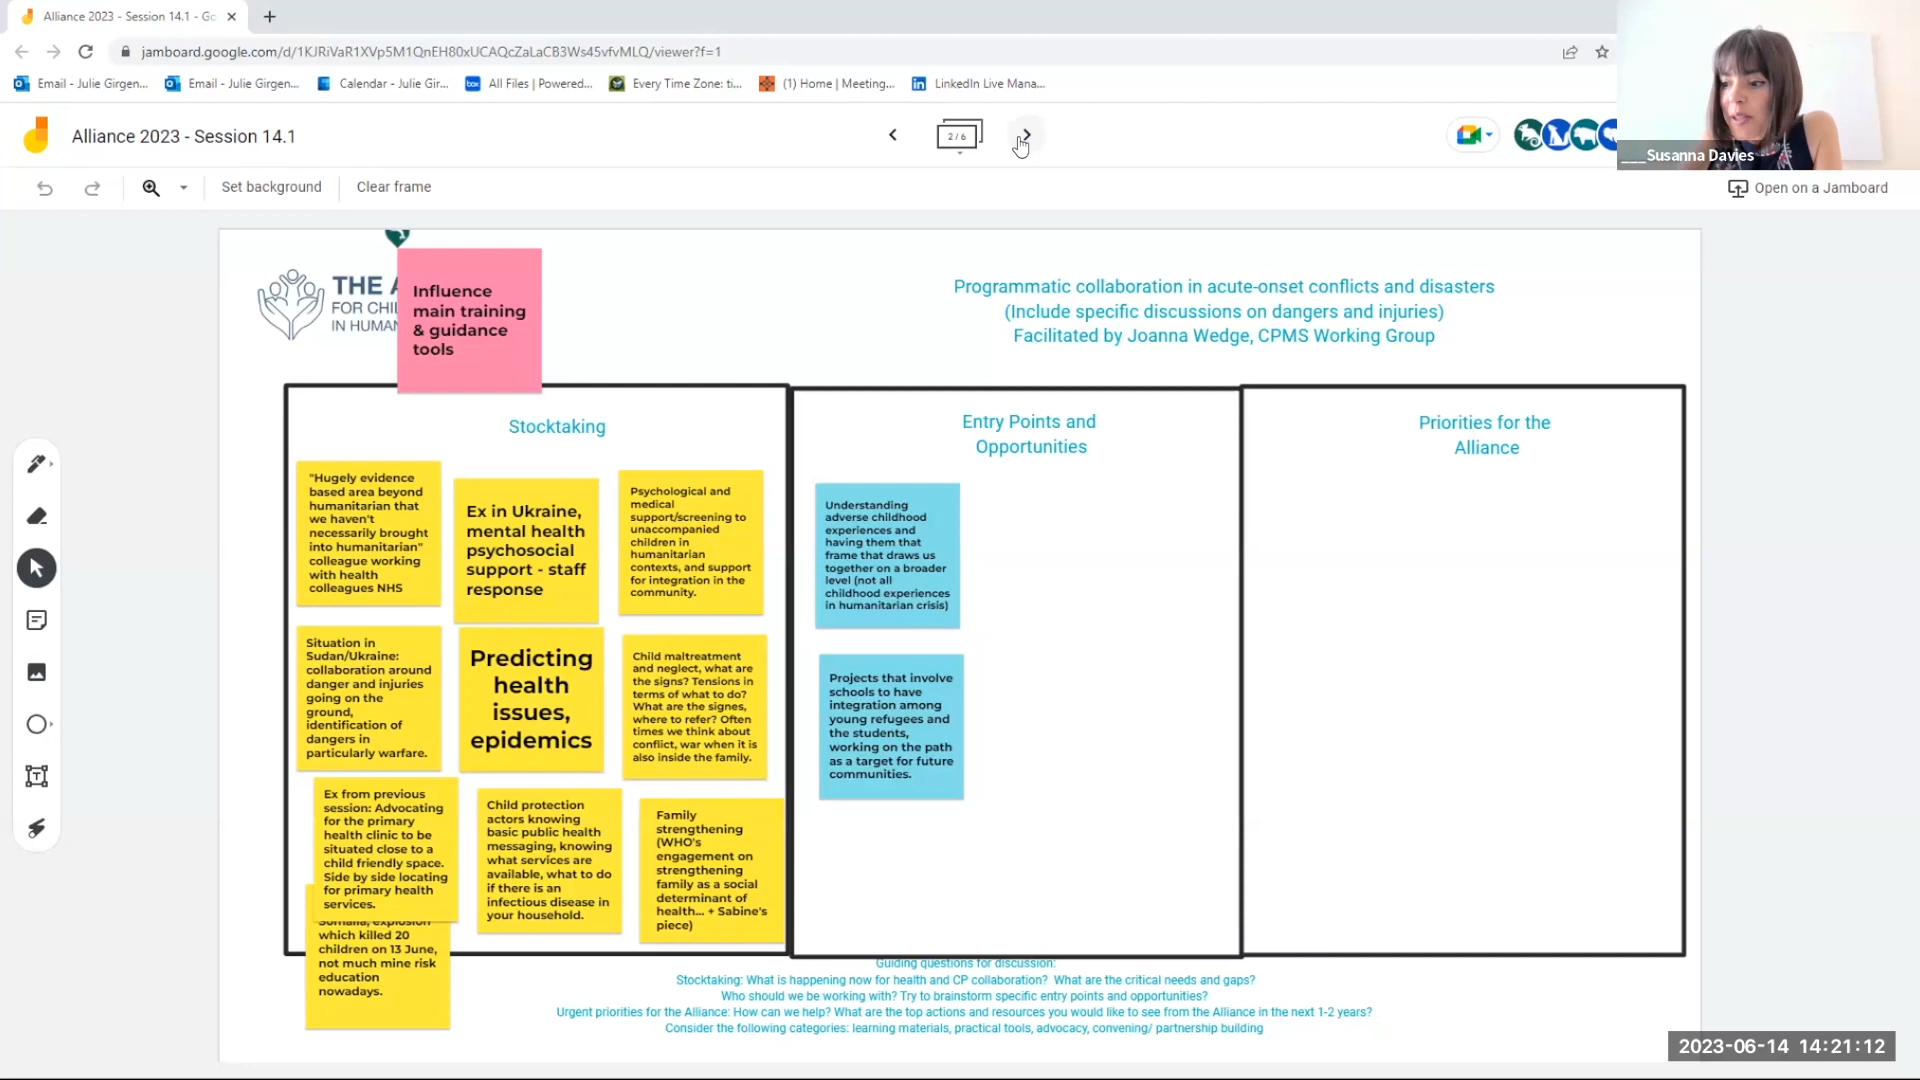 Alliance 2023 - Session 14.1 - Go
jamboard.google.com/d/1KJRiVaR1XVp5M1QnEH80xUCAQcZaLaCB3Ws45vfvMLQ/viewer?f=1
Email - Julie Girgen...
Email - Julie Girgen...
Calendar - Julie Gir...
box
All Files | Powered...
Every Time Zone: ti...
(1) Home | Meeting...
LinkedIn Live Mana...
Alliance 2023 - Session 14.1
2 / 6
___Susanna Davies
Set background
Clear frame
Open on a Jamboard
THE A
FOR CHI
IN HUMA
Influence
main training
& guidance
tools
Programmatic collaboration in acute-onset conflicts and disasters
(Include specific discussions on dangers and injuries)
Facilitated by Joanna Wedge, CPMS Working Group
Stocktaking
"Hugely evidence
based area beyond
humanitarian that
we haven't
necessarily brought
into humanitarian"
colleague working
with health
colleagues NHS
Ex in Ukraine,
mental health
psychosocial
support - staff
response
Psychological and
medical
support/screening to
unaccompanied
children in
humanitarian
contexts, and support
for integration in the
community.
Situation in
Sudan/Ukraine:
collaboration around
danger and injuries
going on the
ground,
identification of
dangers in
particularly warfare.
Predicting
health
issues,
epidemics
Child maltreatment
and neglect, what are
the signs? Tensions in
terms of what to do?
What are the signes,
where to refer? Often
times we think about
conflict, war when it is
also inside the family.
Ex from previous
session: Advocating
for the primary
health clinic to be
situated close to a
child friendly space.
Side by side locating
for primary health
services.
Somalia, explosion
which killed 20
children on 13 June,
not much mine risk
education
nowadays.
Child protection
actors knowing
basic public health
messaging, knowing
what services are
available, what to do
if there is an
infectious disease in
your household.
Family
strengthening
(WHO's
engagement on
strengthening
family as a social
determinant of
health... + Sabine's
piece)
Entry Points and
Opportunities
Understanding
adverse childhood
experiences and
having them that
frame that draws us
together on a broader
level (not all
childhood experiences
in humanitarian crisis)
Projects that involve
schools to have
integration among
young refugees and
the students,
working on the path
as a target for future
communities.
Priorities for the
Alliance
Guiding questions for discussion:
Stocktaking: What is happening now for health and CP collaboration? What are the critical needs and gaps?
Who should we be working with? Try to brainstorm specific entry points and opportunities?
Urgent priorities for the Alliance: How can we help? What are the top actions and resources you would like to see from the Alliance in the next 1-2 years?
Consider the following categories: learning materials, practical tools, advocacy, convening/ partnership building
2023-06-14 14:21:12